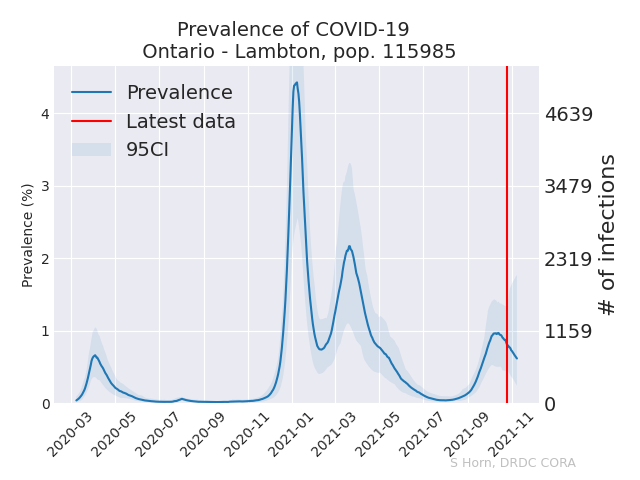 Prevalence of COVID-19
Ontario - Lambton, pop. 115985
Prevalence
Latest data
95CI
Prevalence (%)
4
3
2
1
0
4639
3479
2319
1159
0
# of infections
2020-03
2020-05
2020-07
2020-09
2020-11
2021-01
2021-03
2021-05
2021-07
2021-09
2021-11
S Horn, DRDC CORA